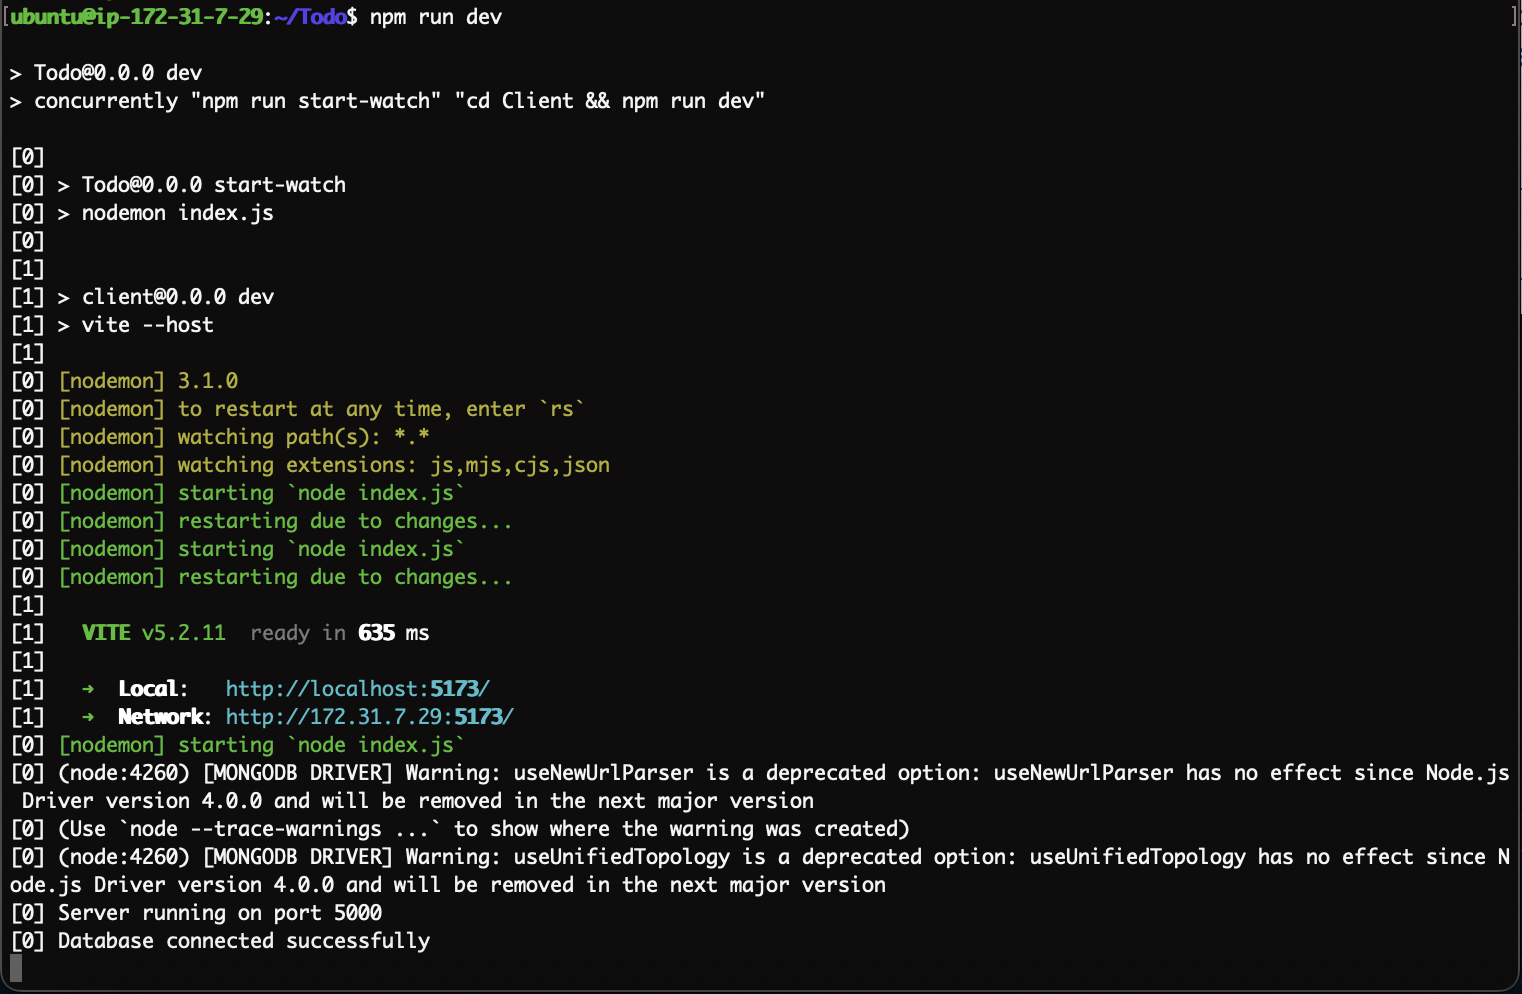 [ubuntu@ip-172-31-7-29:~/Todo$ npm run dev ]
> Todo@0.0.0 dev
> concurrently "npm run start-watch" "cd Client && npm run dev"
[0]
[0] > Todo@0.0.0 start-watch
[0] > nodemon index.js
[0]
[1]
[1] > client@0.0.0 dev
[1] > vite --host
[1]
[0] [nodemon] 3.1.0
[0] [nodemon] to restart at any time, enter `rs`
[0] [nodemon] watching path(s): *.*
[0] [nodemon] watching extensions: js,mjs,cjs,json
[0] [nodemon] starting `node index.js`
[0] [nodemon] restarting due to changes...
[0] [nodemon] starting `node index.js`
[0] [nodemon] restarting due to changes...
[1]
[1] VITE v5.2.11 ready in 635 ms
[1]
[1] ➜ Local: http://localhost:5173/
[1] ➜ Network: http://172.31.7.29:5173/
[0] [nodemon] starting `node index.js`
[0] (node:4260) [MONGODB DRIVER] Warning: useNewUrlParser is a deprecated option: useNewUrlParser has no effect since Node.js
Driver version 4.0.0 and will be removed in the next major version
[0] (Use `node --trace-warnings ...` to show where the warning was created)
[0] (node:4260) [MONGODB DRIVER] Warning: useUnifiedTopology is a deprecated option: useUnifiedTopology has no effect since N
ode.js Driver version 4.0.0 and will be removed in the next major version
[0] Server running on port 5000
[0] Database connected successfully